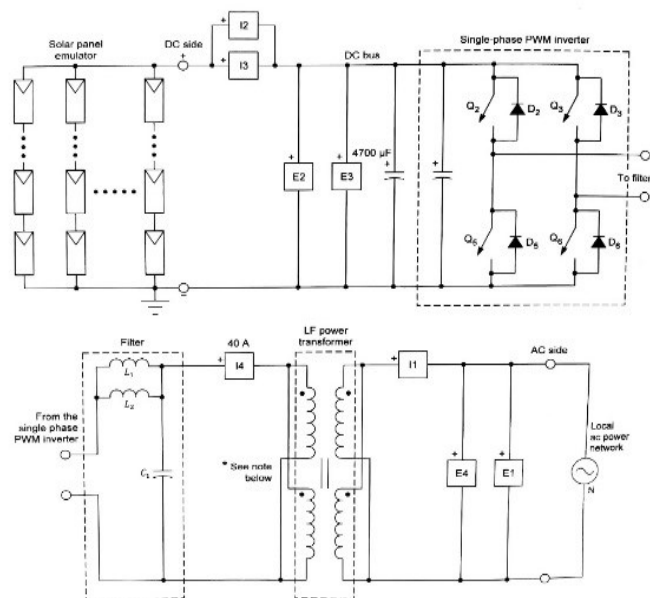 Solar panel
emulator
DC side
+
+ I2
+ I3
DC bus
Single-phase PWM inverter
Q2
D2
Q3
D3
4700 µF
+ E2
+ E3
+
+
To filter
Q5
D5
Q6
D6
Filter
40 A
LF power
transformer
L1
L2
+ I4
+ I1
AC side
From the
single phase
PWM inverter
C1
* See note
below
+ E4
+ E1
Local
ac power
network
N